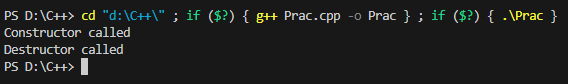 PS D:\C++> cd "d:\C++\" ; if ($?) { g++ Prac.cpp -o Prac } ; if ($?) { .\Prac }
Constructor called
Destructor called
PS D:\C++>